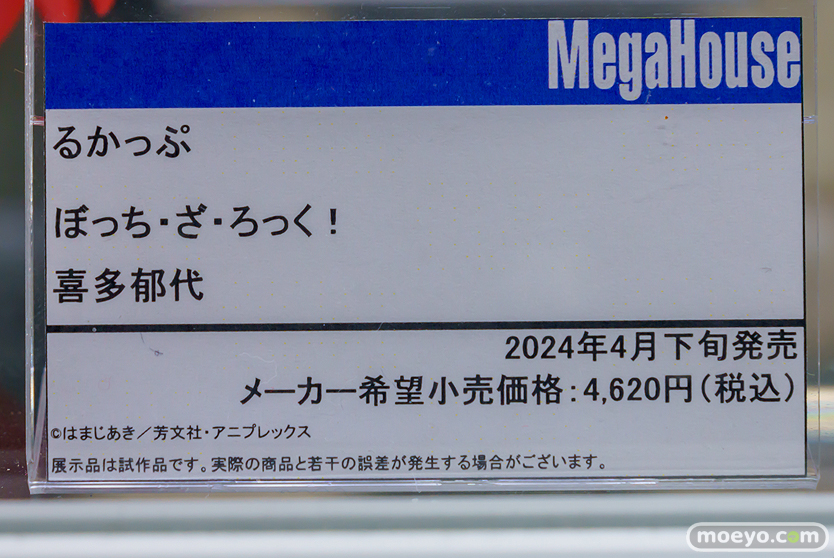 MegaHouse
るかっぷ
ぼっち・ざ・ろっく！
喜多郁代
2024年4月下旬発売
メーカー希望小売価格：4,620円（税込）
©はまじあき／芳文社・アニプレックス
展示品は試作品です。実際の商品と若干の誤差が発生する場合がございます。
moeyo.com